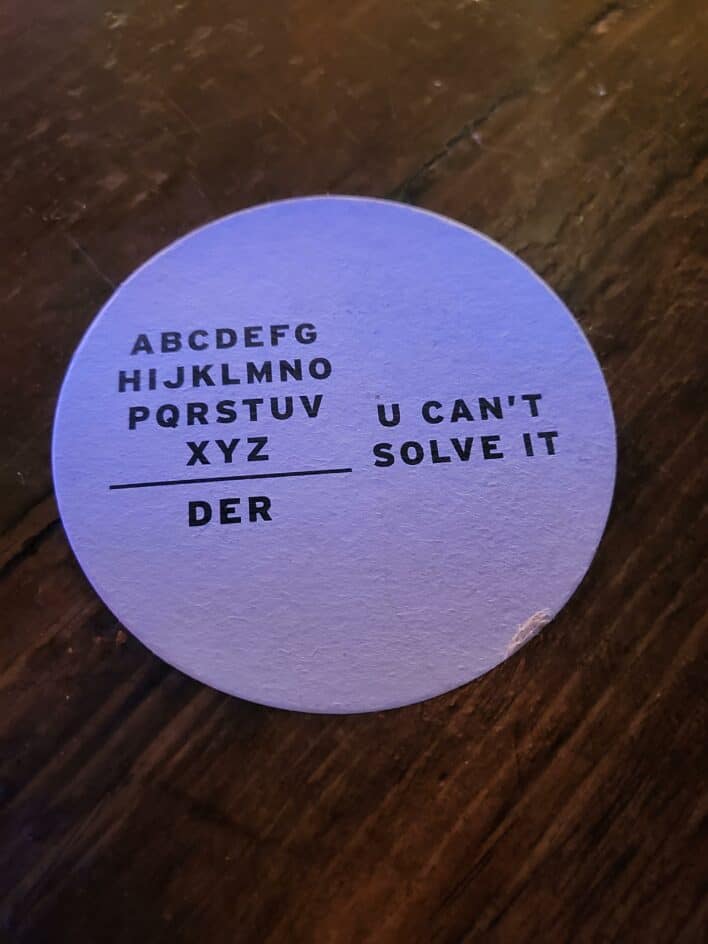 ABCDEFG
HIJKLMNO
PQRSTUV
XYZ
DER
U CAN'T
SOLVE IT